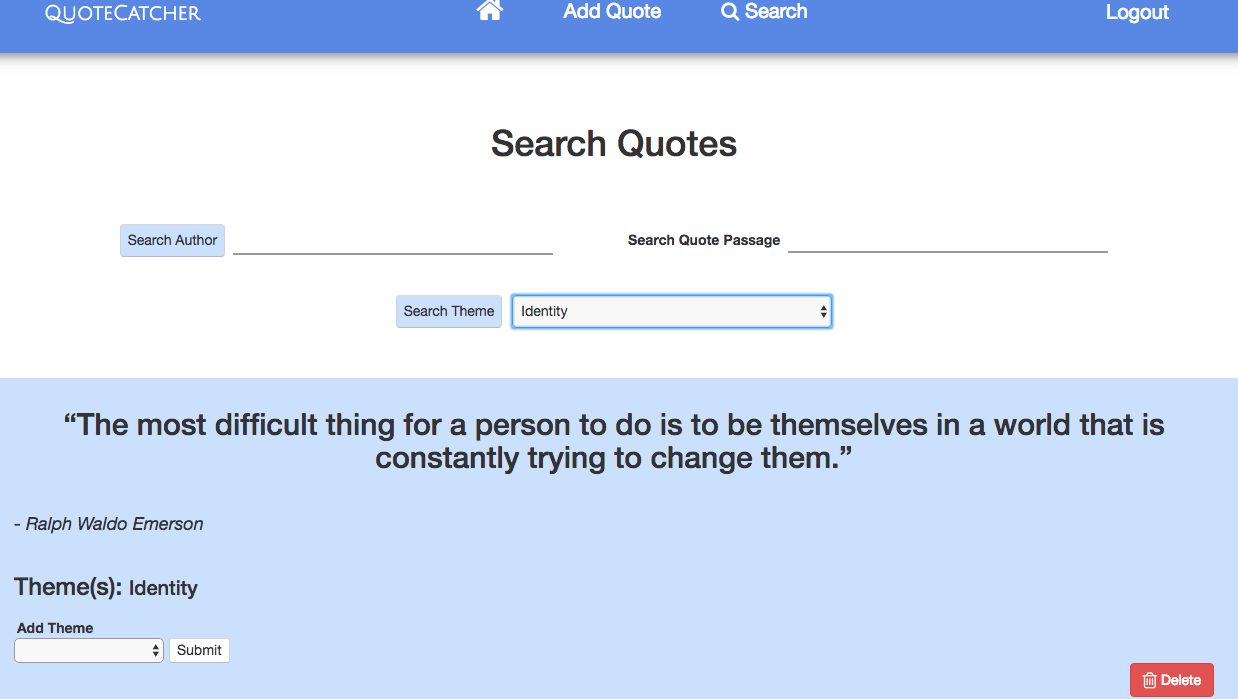 QUOTECATCHER
Add Quote
Search
Logout
Search Quotes
Search Author
Search Quote Passage
Search Theme
Identity
“The most difficult thing for a person to do is to be themselves in a world that is
constantly trying to change them.”
- Ralph Waldo Emerson
Theme(s): Identity
Add Theme
Submit
Delete